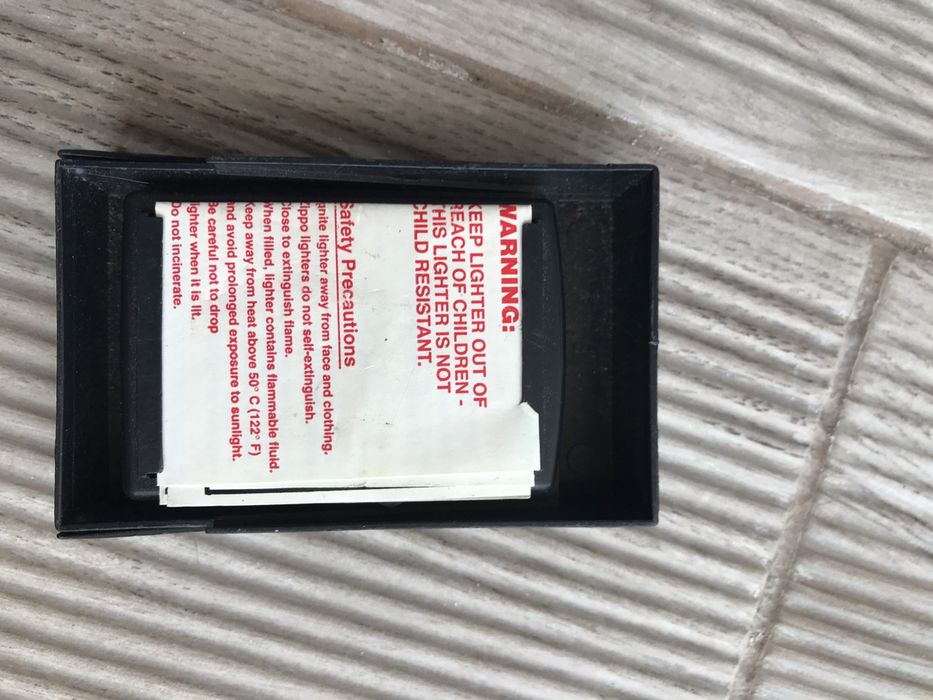 WARNING:
KEEP LIGHTER OUT OF
REACH OF CHILDREN -
THIS LIGHTER IS NOT
CHILD RESISTANT.
Safety Precautions
gnite lighter away from face and clothing.
Zippo lighters do not self-extinguish.
Close to extinguish flame.
When filled, lighter contains flammable fluid.
Keep away from heat above 50° C (122° F)
and avoid prolonged exposure to sunlight.
Be careful not to drop
lighter when it is lit.
Do not incinerate.